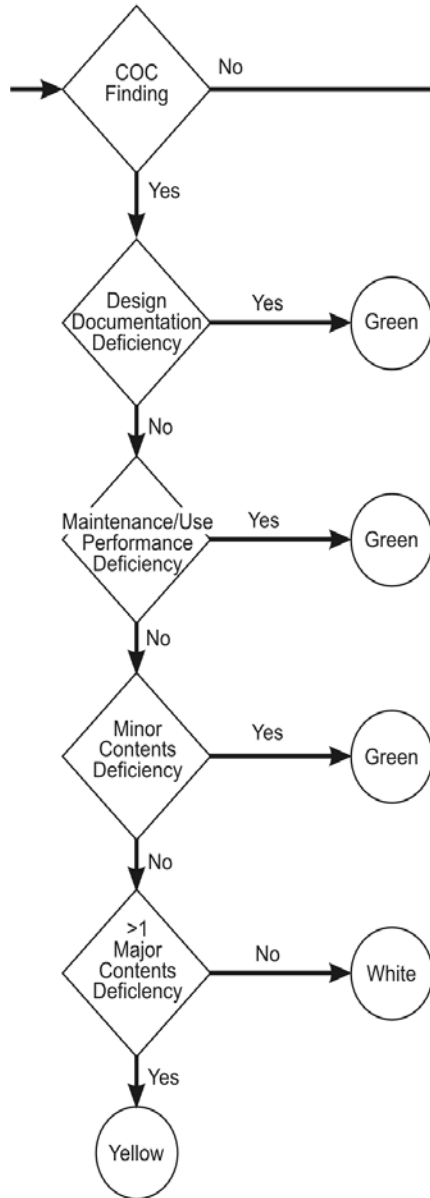 COC
Finding
No
Yes
Design
Documentation
Deficiency
Yes
Green
No
Maintenance/Use
Performance
Deficiency
Yes
Green
No
Minor
Contents
Deficiency
Yes
Green
No
>1
Major
Contents
Deficlency
No
White
Yes
Yellow